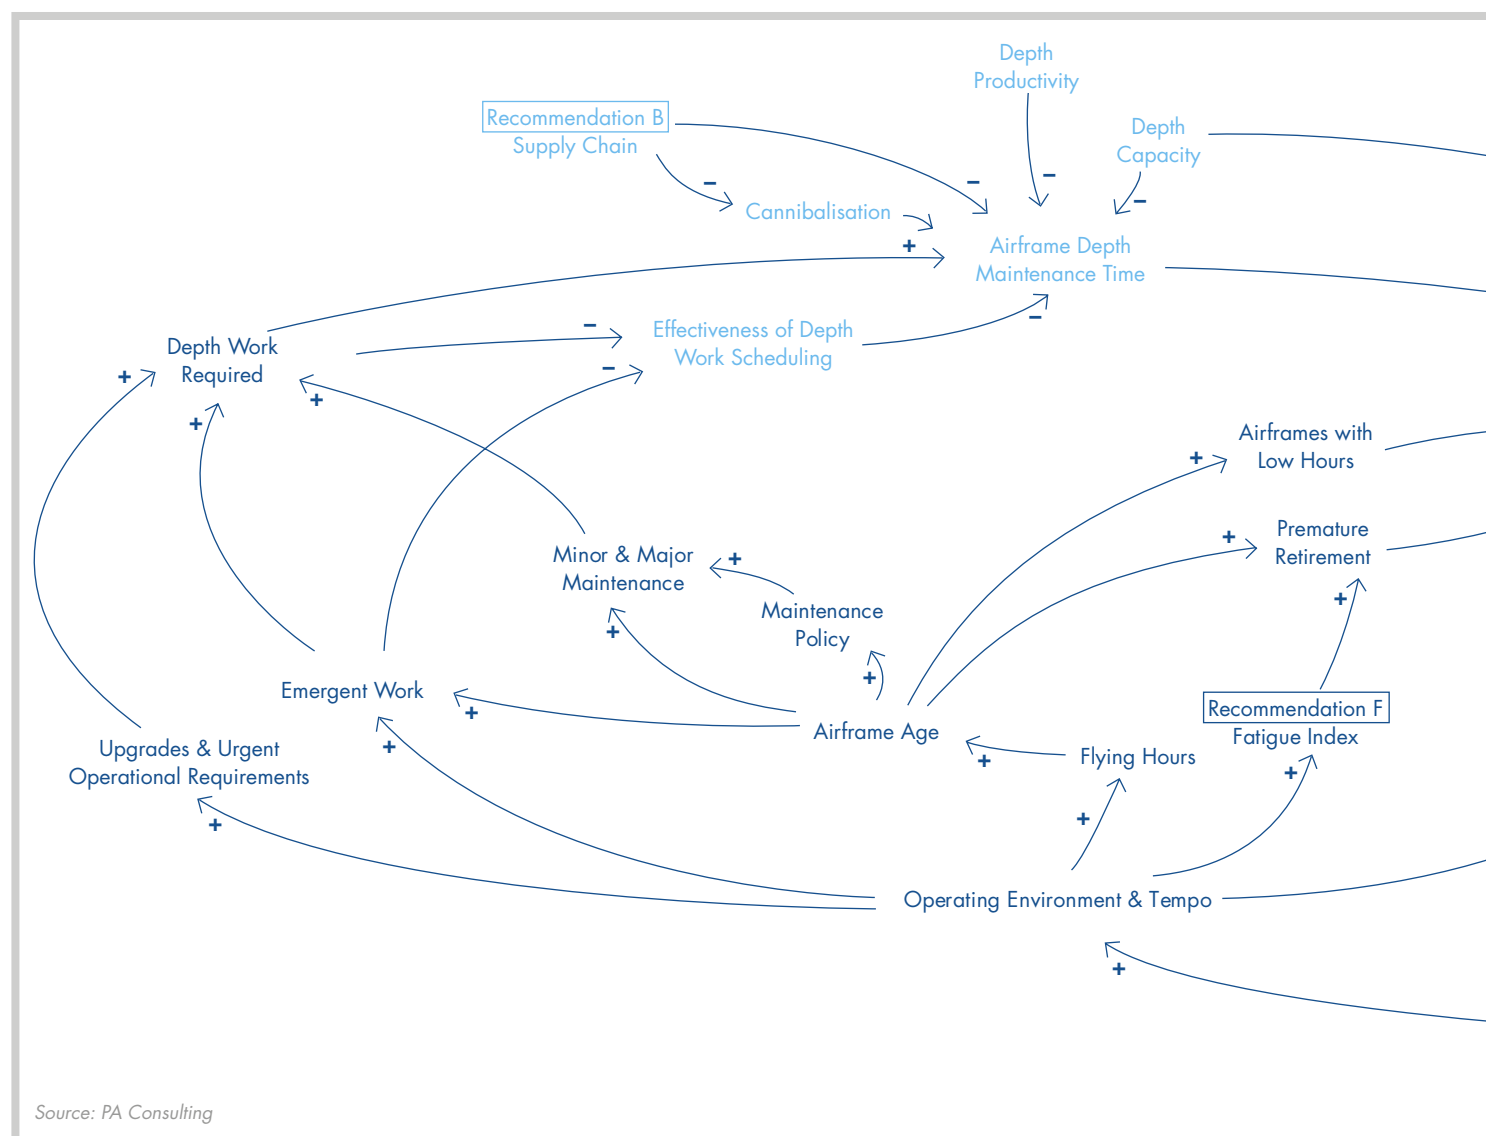 Depth
Productivity
Recommendation B
Supply Chain
Depth
Capacity
–
–
–
–
Cannibalisation
+
Airframe Depth
Maintenance Time
–
–
Effectiveness of Depth
Work Scheduling
Depth Work
Required
–
+
+
+
Airframes with
Low Hours
+
Premature
Retirement
+
Minor & Major
Maintenance
+
+
Maintenance
Policy
+
+
Emergent Work
+
Recommendation F
Fatigue Index
Airframe Age
Upgrades & Urgent
Operational Requirements
+
Flying Hours
+
+
+
+
Operating Environment & Tempo
+
Source: PA Consulting